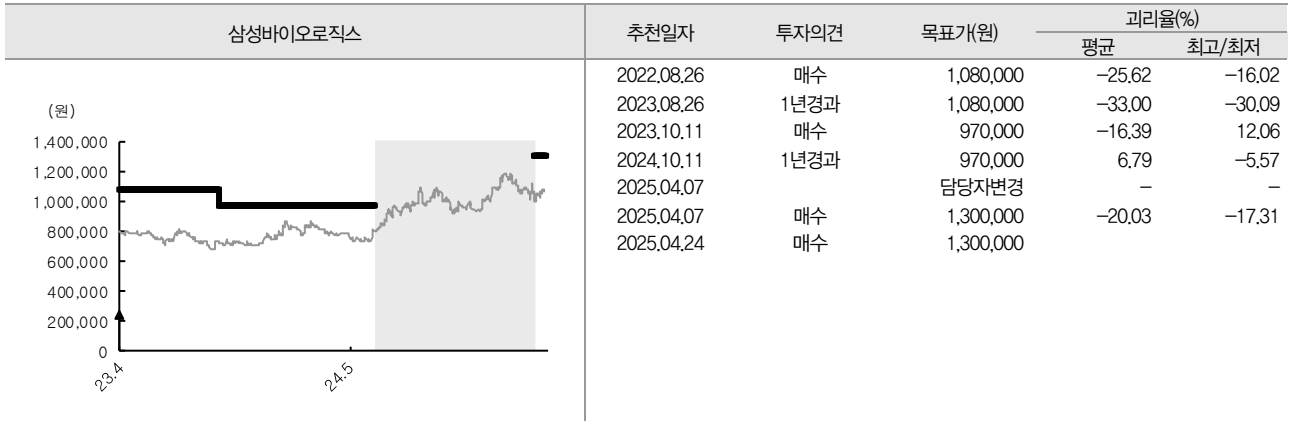 삼성바이오로직스
추천일자 투자의견 목표가(원) 괴리율(%)
평균 최고/최저
(원)
1,400,000
1,200,000
1,000,000
800,000
600,000
400,000
200,000
0
23.4 24.5
2022.08.26 매수 1,080,000 −25.62 −16.02
2023.08.26 1년경과 1,080,000 −33.00 −30.09
2023.10.11 매수 970,000 −16.39 12.06
2024.10.11 1년경과 970,000 6.79 −5.57
2025.04.07 담당자변경 − −
2025.04.07 매수 1,300,000 −20.03 −17.31
2025.04.24 매수 1,300,000